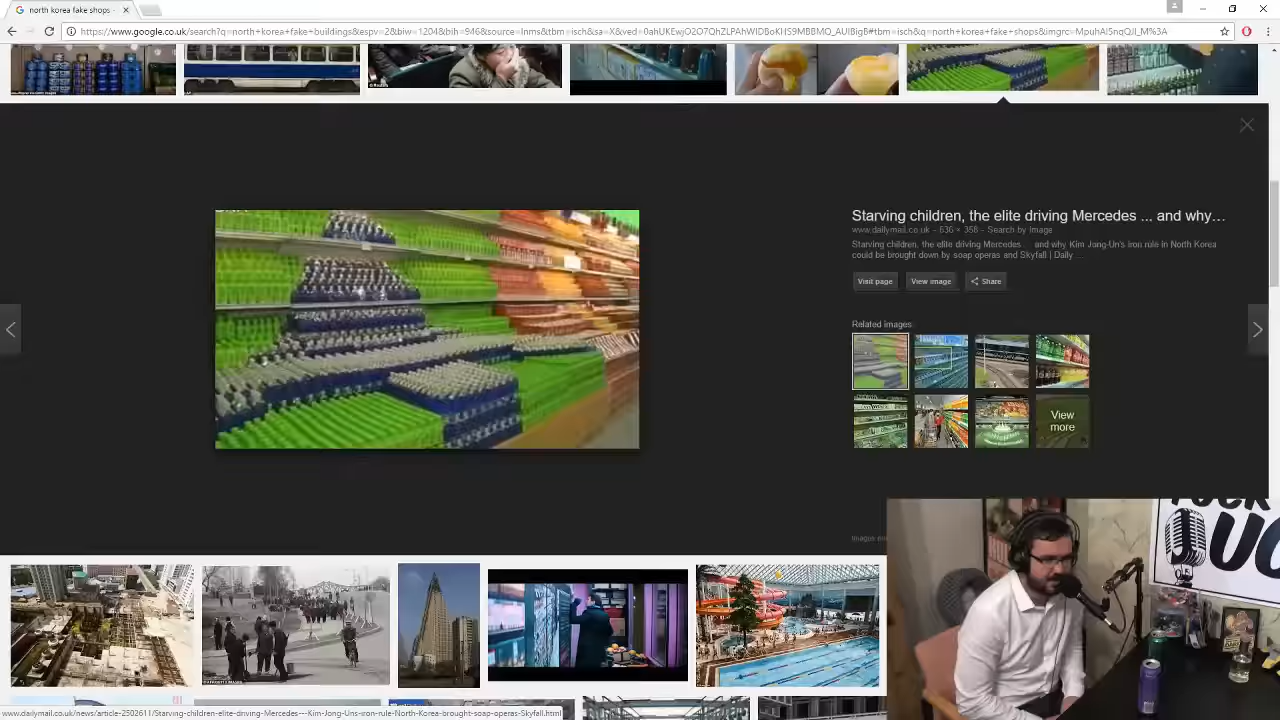 north korea fake shops -
https://www.google.co.uk/search?q=north+korea+fake+buildings&espv=2&biw=1204&bih=946&source=lnms&tbm=isch&sa=X&ved=0ahUKEwjO2O7QhZLPAhWIDBoKHS9MBBMQ_AUIBigB#tbm=isch&q=north+korea+fake+shops&imgrc=MpuhAl5nqQJl_M%3A
Starving children, the elite driving Mercedes ... and why…
www.dailymail.co.uk - 636 × 358 - Search by image
Starving children, the elite driving Mercedes ... and why Kim Jong-Un's iron rule in North Korea
could be brought down by soap operas and Skyfall | Daily ...
Visit page
View image
Share
Related images
View
more
www.dailymail.co.uk/news/article-2502611/Starving-children-elite-driving-Mercedes---Kim-Jong-Uns-iron-rule-North-Korea-brought-soap-operas-Skyfall.html